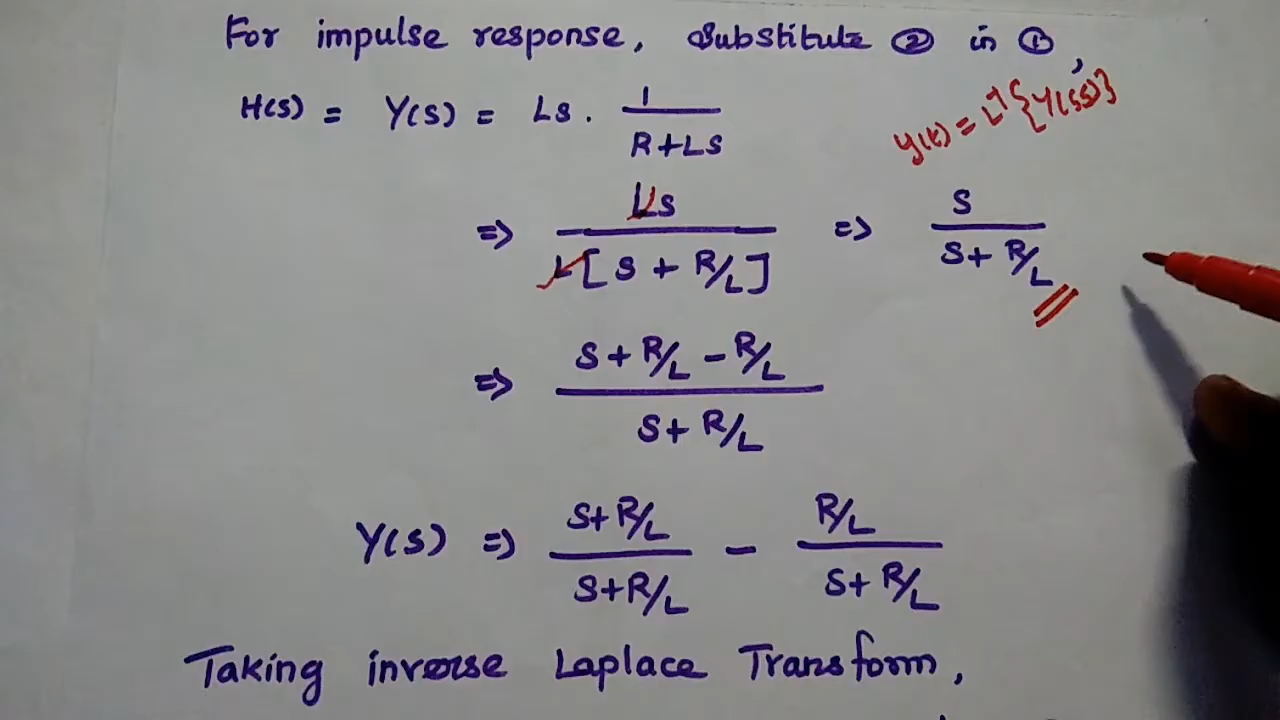 For impulse response, Substitute ② in ①,
H(s) = Y(s) = Ls . 1 / R+Ls
y(t) = L⁻¹{Y(s)}
=> Ls / L[s + R/L] => s / s + R/L
=> s + R/L - R/L / s + R/L
Y(s) => s+R/L / s+R/L - R/L / s+R/L
Taking inverse Laplace Transform,